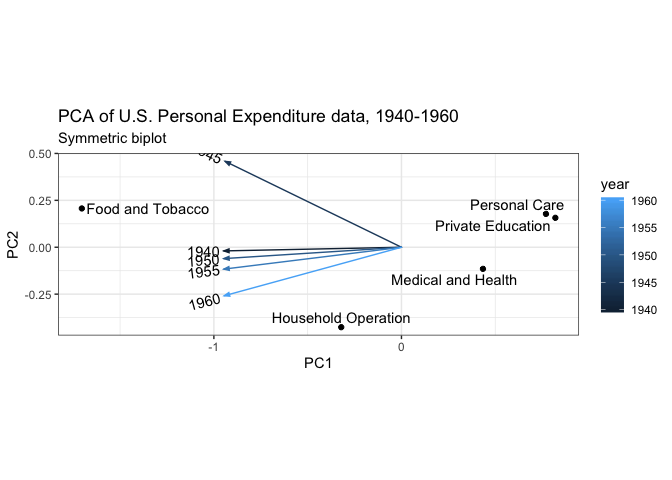 PCA of U.S. Personal Expenditure data, 1940-1960
Symmetric biplot
0.50
0.25
0.00
-0.25
PC2
Food and Tobacco
Personal Care
Private Education
Medical and Health
Household Operation
1940
1950
1955
1960
-1
0
PC1
year
1960
1955
1950
1945
1940